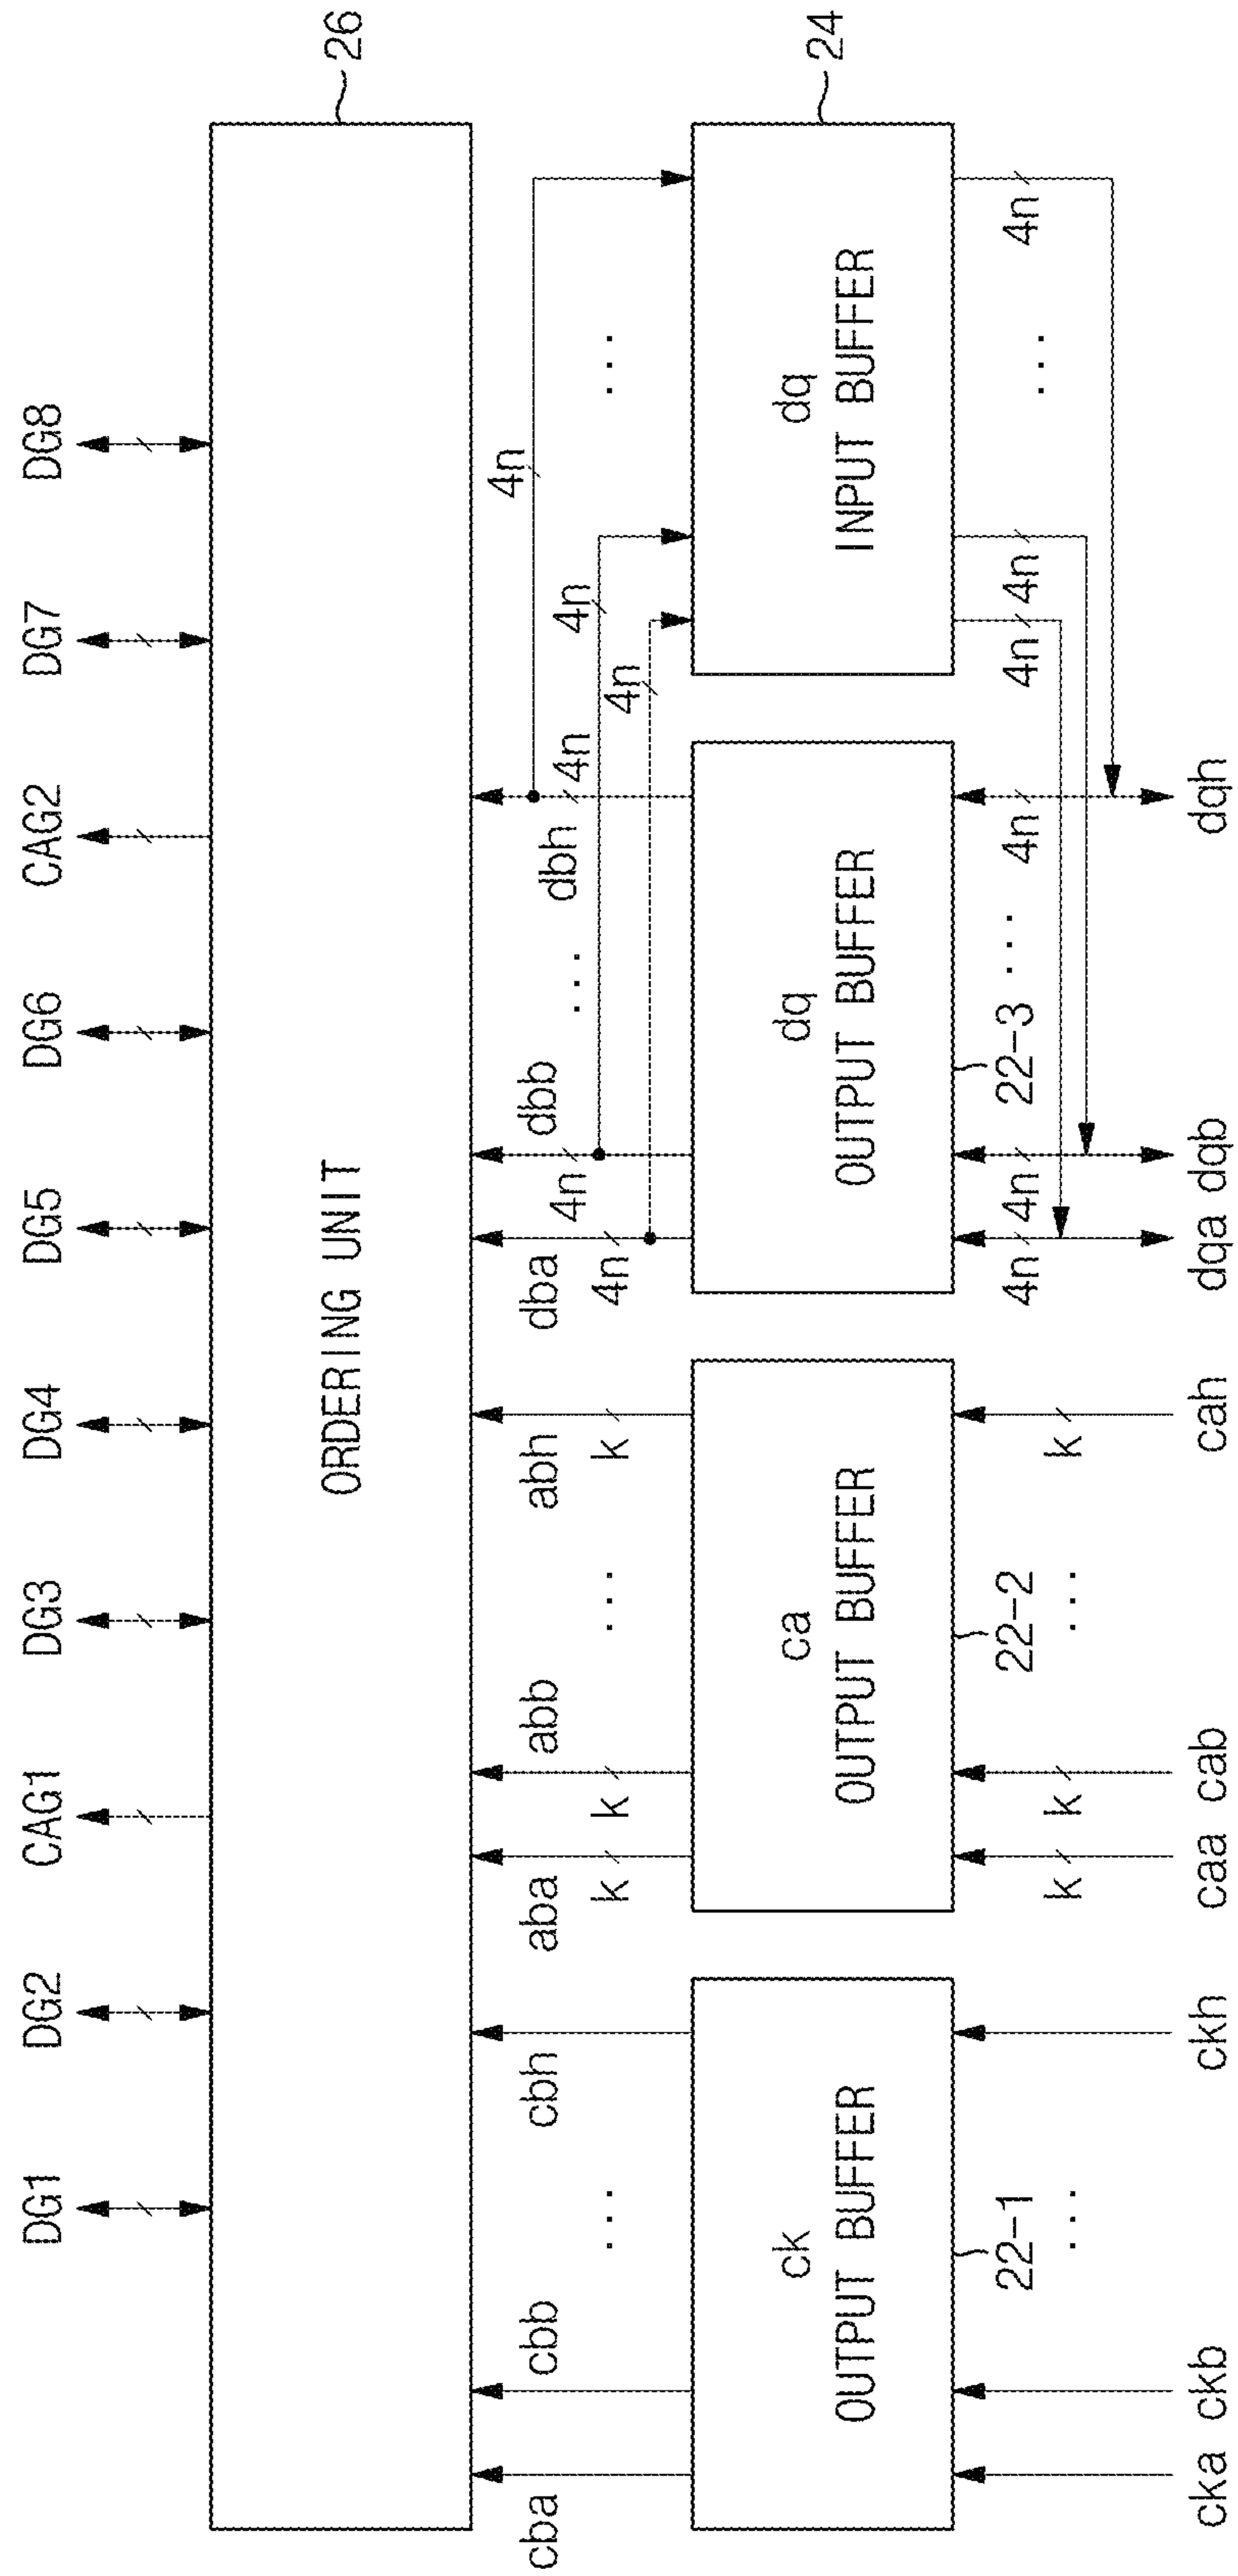 DG1 DG2 CAG1 DG3 DG4 DG5 DG6 CAG2 DG7 DG8
ORDERING UNIT
26
cba cbb cbh aba abb abh dba dbb dbh
... ... ... ...
k k k 4n 4n 4n 4n 4n 4n
ck
OUTPUT BUFFER
22-1
ca
OUTPUT BUFFER
22-2
dq
OUTPUT BUFFER
22-3
dq
INPUT BUFFER
24
k k k 4n 4n 4n 4n 4n 4n
... ... ... ...
cka ckb ckh caa cab cah dqa dqb dqh